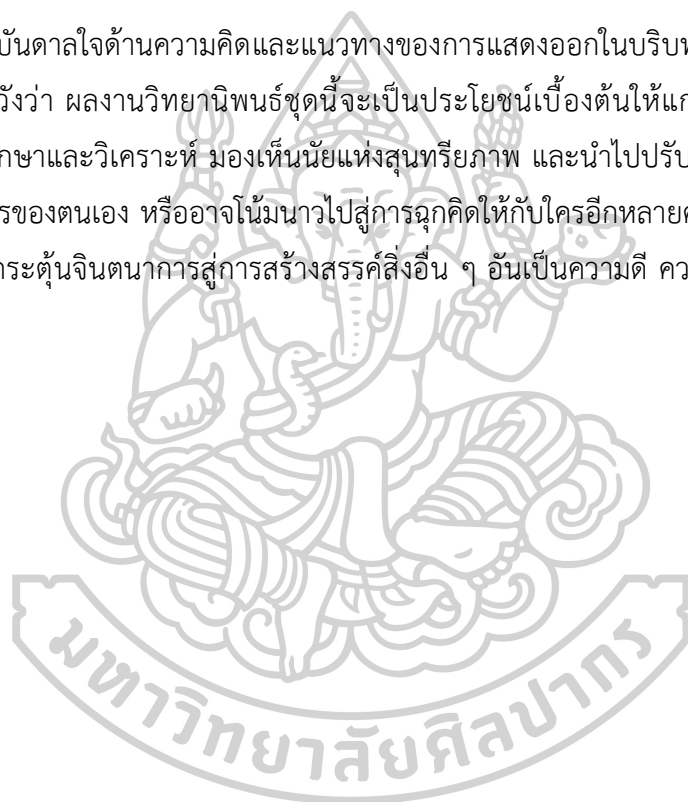 บันดาลใจด้านความคิดและแนวทางของการแสดงออกในบริบท
วังว่า ผลงานวิทยานิพนธ์ชุดนี้จะเป็นประโยชน์เบื้องต้นให้แก่
กษาและวิเคราะห์ มองเห็นนัยแห่งสุนทรียภาพ และนำไปปรับ
รของตนเอง หรืออาจโน้มนาวไปสู่การฉุกคิดให้กับใครอีกหลายค
กระตุ้นจินตนาการสู่การสร้างสรรค์สิ่งอื่น ๆ อันเป็นความดี คว
มหาวิทยาลัยศิลปากร